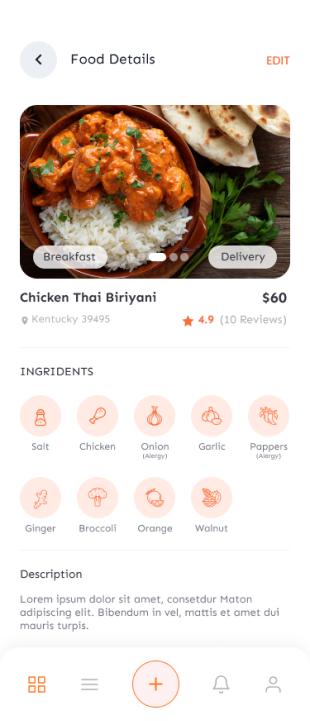 Food Details
EDIT
Breakfast
Delivery
Chicken Thai Biriyani
$60
Kentucky 39495
4.9 (10 Reviews)
INGRIDENTS
Salt
Chicken
Onion
(Alergy)
Garlic
Pappers
(Alergy)
Ginger
Broccoli
Orange
Walnut
Description
Lorem ipsum dolor sit amet, consetdur Maton
adipiscing elit. Bibendum in vel, mattis et amet dui
mauris turpis.